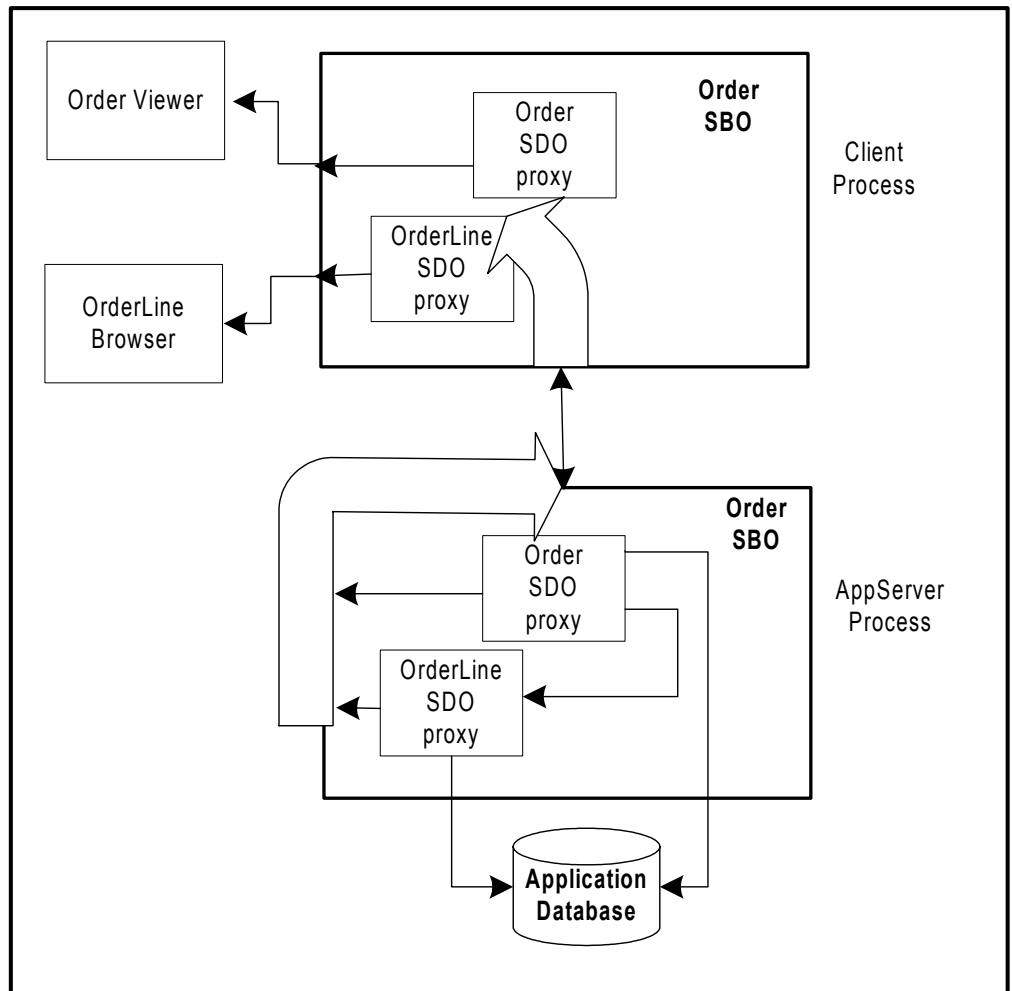 Order Viewer
Order
SDO
proxy
Order
SBO
Client
Process
OrderLine
SDO
proxy
OrderLine
Browser
Order
SBO
Order
SDO
proxy
AppServer
Process
OrderLine
SDO
proxy
Application
Database